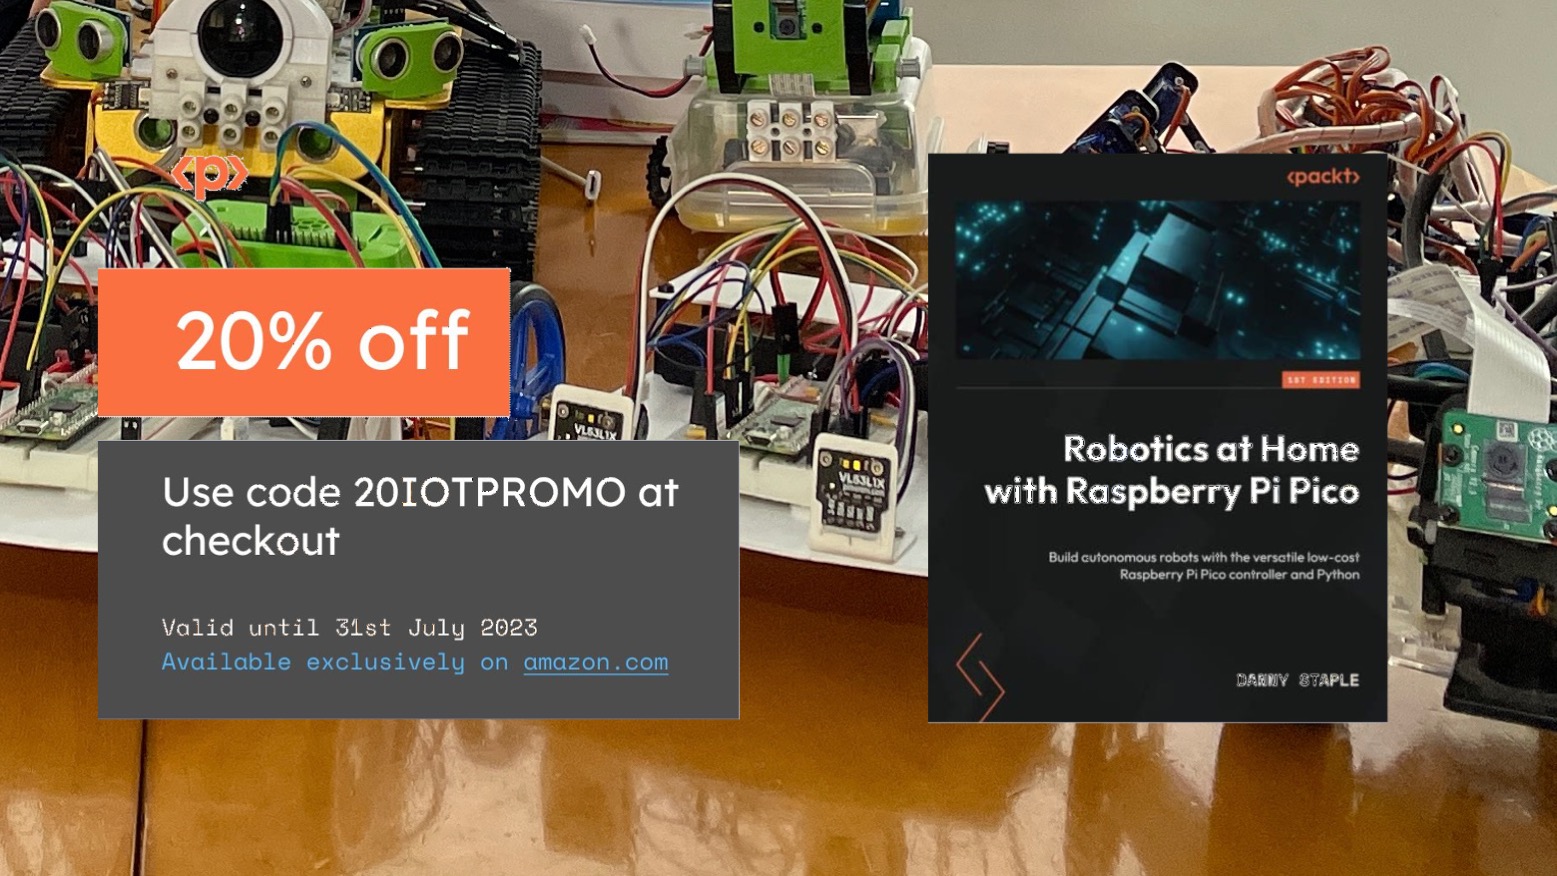 <p>
20% off
Use code 20IOTPROMO at
checkout
Valid until 31st July 2023
Available exclusively on amazon.com
VL53L1X
VL53L1X
<packt>
1ST EDITION
Robotics at Home
with Raspberry Pi Pico
Build autonomous robots with the versatile low-cost
Raspberry Pi Pico controller and Python
DANNY STAPLE